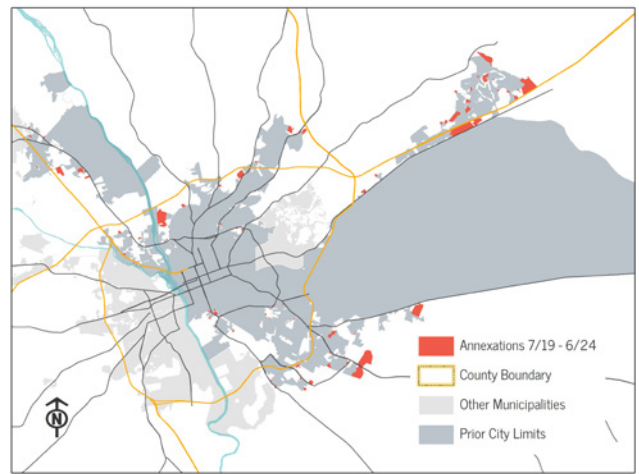 Annexations 7/19 - 6/24
County Boundary
Other Municipalities
Prior City Limits
N